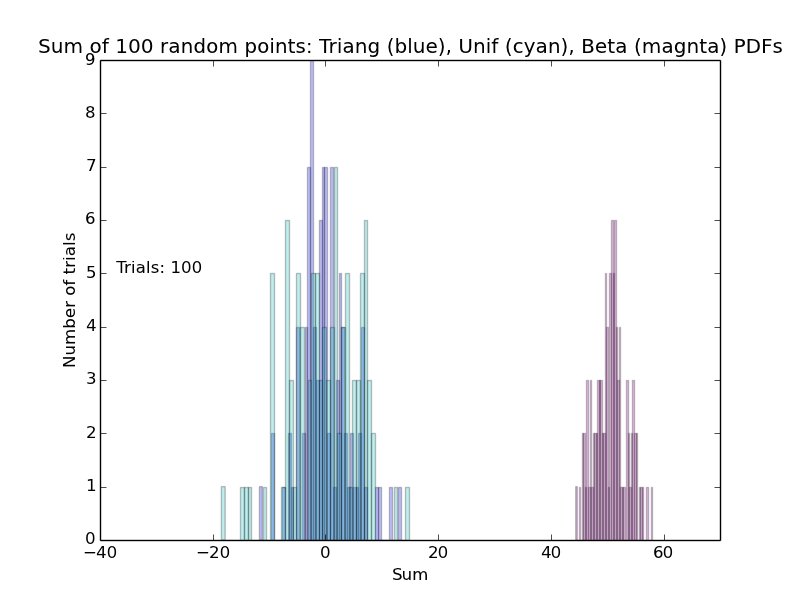 Sum of 100 random points: Triang (blue), Unif (cyan), Beta (magnta) PDFs
9
8
7
6
5
4
3
2
1
0
Number of trials
Trials: 100
−40 −20 0 20 40 60
Sum